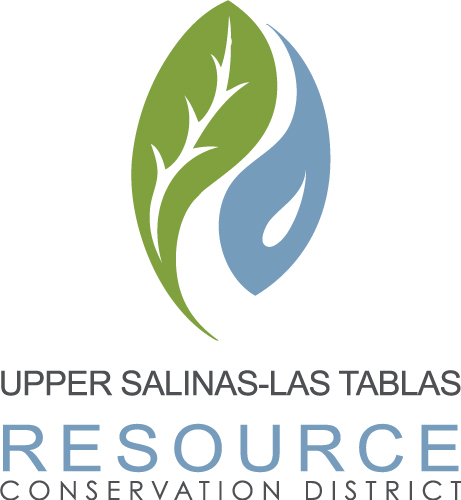 UPPER SALINAS-LAS TABLAS
RESOURCE
CONSERVATION DISTRICT